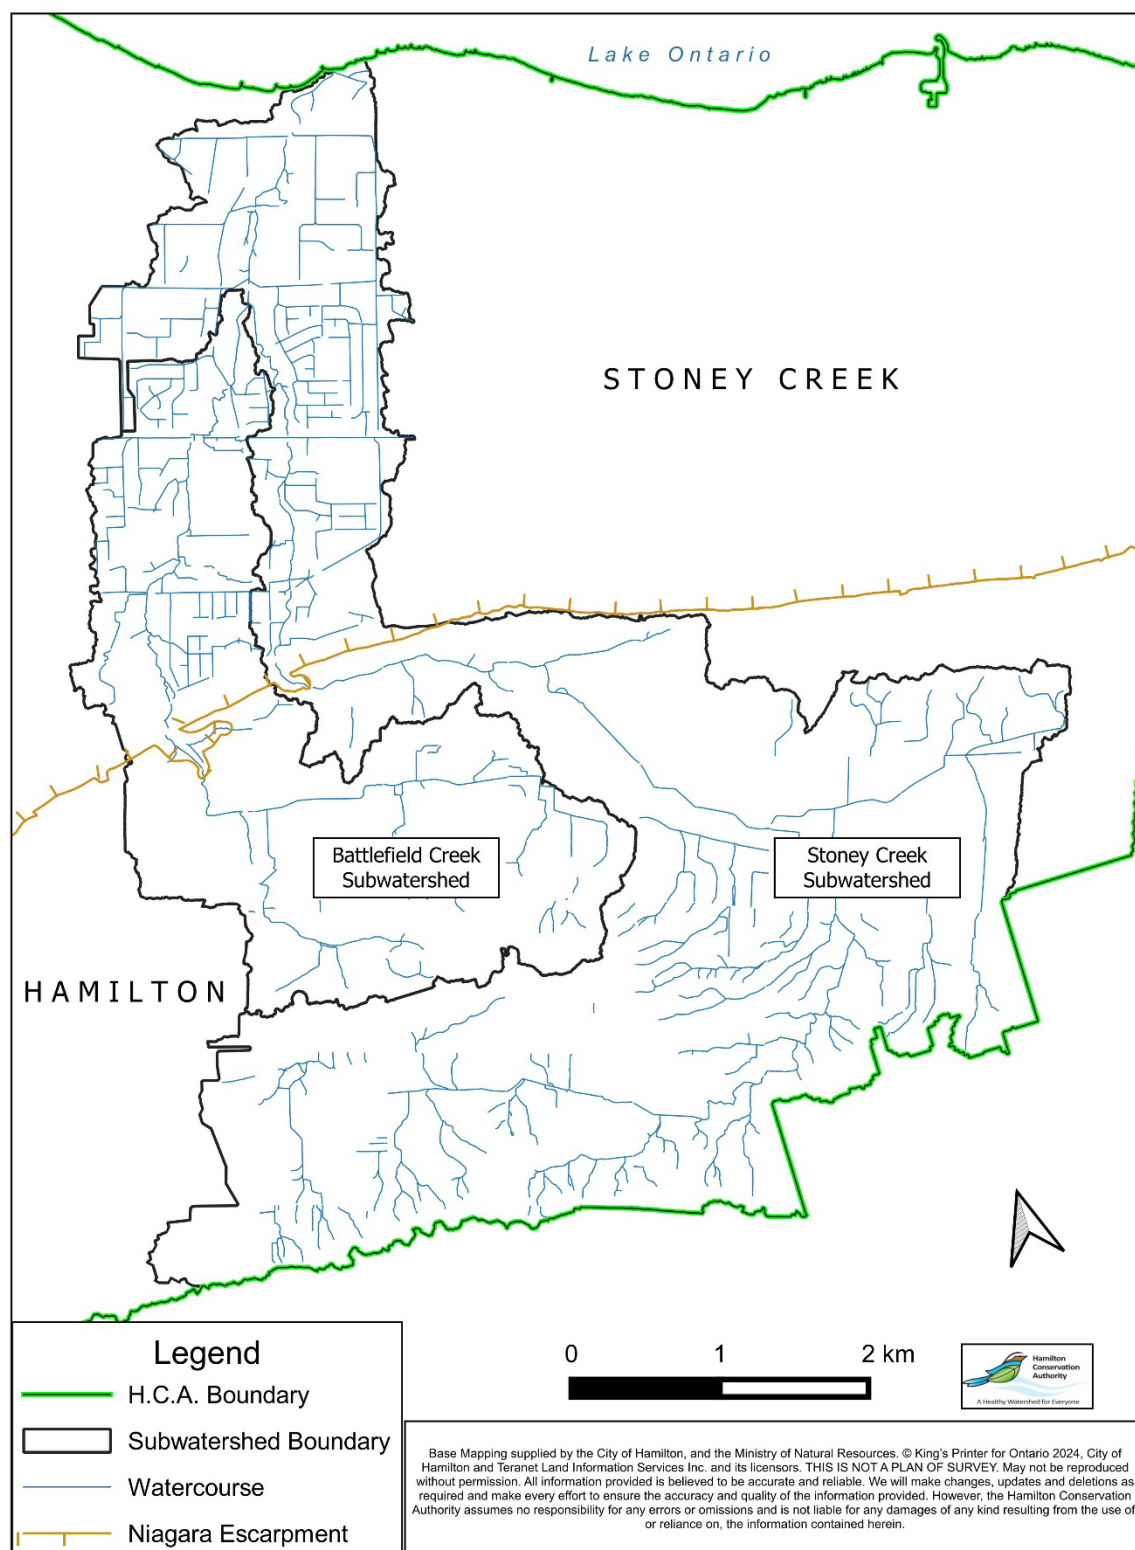 Lake Ontario
STONEY CREEK
Battlefield Creek
Subwatershed
Stoney Creek
Subwatershed
HAMILTON
Legend
H.C.A. Boundary
Subwatershed Boundary
Watercourse
Niagara Escarpment
0 1 2 km
Hamilton
Conservation
Authority
A Healthy Watershed for Everyone
Base Mapping supplied by the City of Hamilton, and the Ministry of Natural Resources. © King's Printer for Ontario 2024, City of
Hamilton and Teranet Land Information Services Inc. and its licensors. THIS IS NOT A PLAN OF SURVEY. May not be reproduced
without permission. All information provided is believed to be accurate and reliable. We will make changes, updates and deletions as
required and make every effort to ensure the accuracy and quality of the information provided. However, the Hamilton Conservation
Authority assumes no responsibility for any errors or omissions and is not liable for any damages of any kind resulting from the use of
or reliance on, the information contained herein.